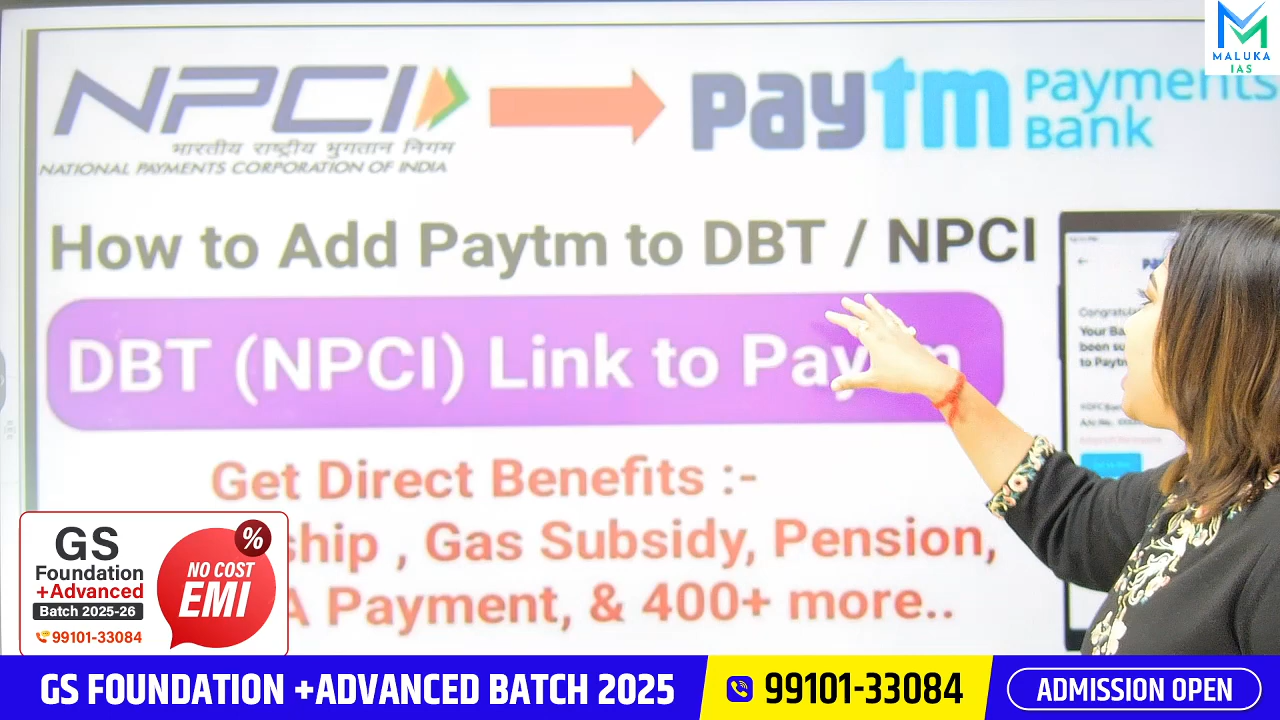 MALUKA
IAS
NPCI
भारतीय राष्ट्रीय भुगतान निगम
NATIONAL PAYMENTS CORPORATION OF INDIA
paytm Payments
Bank
How to Add Paytm to DBT / NPCI
DBT (NPCI) Link to
Get Direct Benefits :-
, Gas Subsidy, Pension,
Payment, & 400+ more..
Your
been
GS
Foundation
+Advanced
Batch 2025-26
99101-33084
%
NO COST
EMI
GS FOUNDATION +ADVANCED BATCH 2025
99101-33084
ADMISSION OPEN